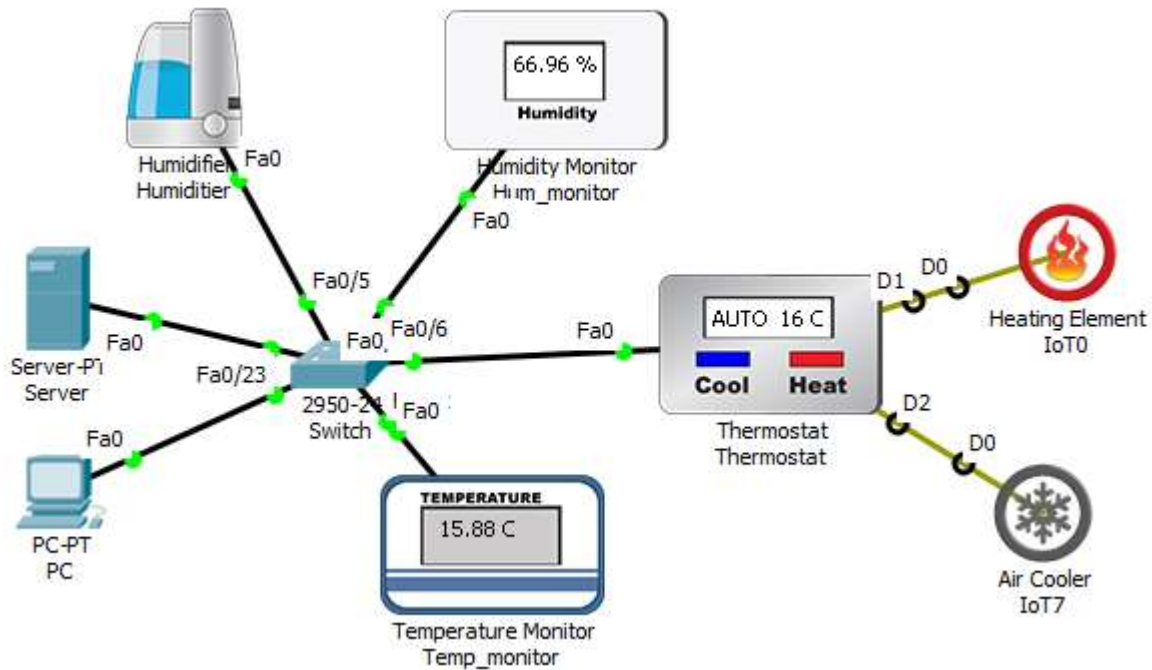 66.96 %
Humidity
Humidifier
Humiditier
Fa0
Humidity Monitor
Hum_monitor
Fa0
Fa0/5
Fa0/6
Fa0
Fa0
D1
D0
AUTO 16 C
Cool
Heat
Heating Element
IoT0
Server-PT
Server
Fa0
Fa0/23
2950-24
Switch
Fa0
Thermostat
Thermostat
D2
D0
Fa0
PC-PT
PC
TEMPERATURE
15.88 C
Air Cooler
IoT7
Temperature Monitor
Temp_monitor